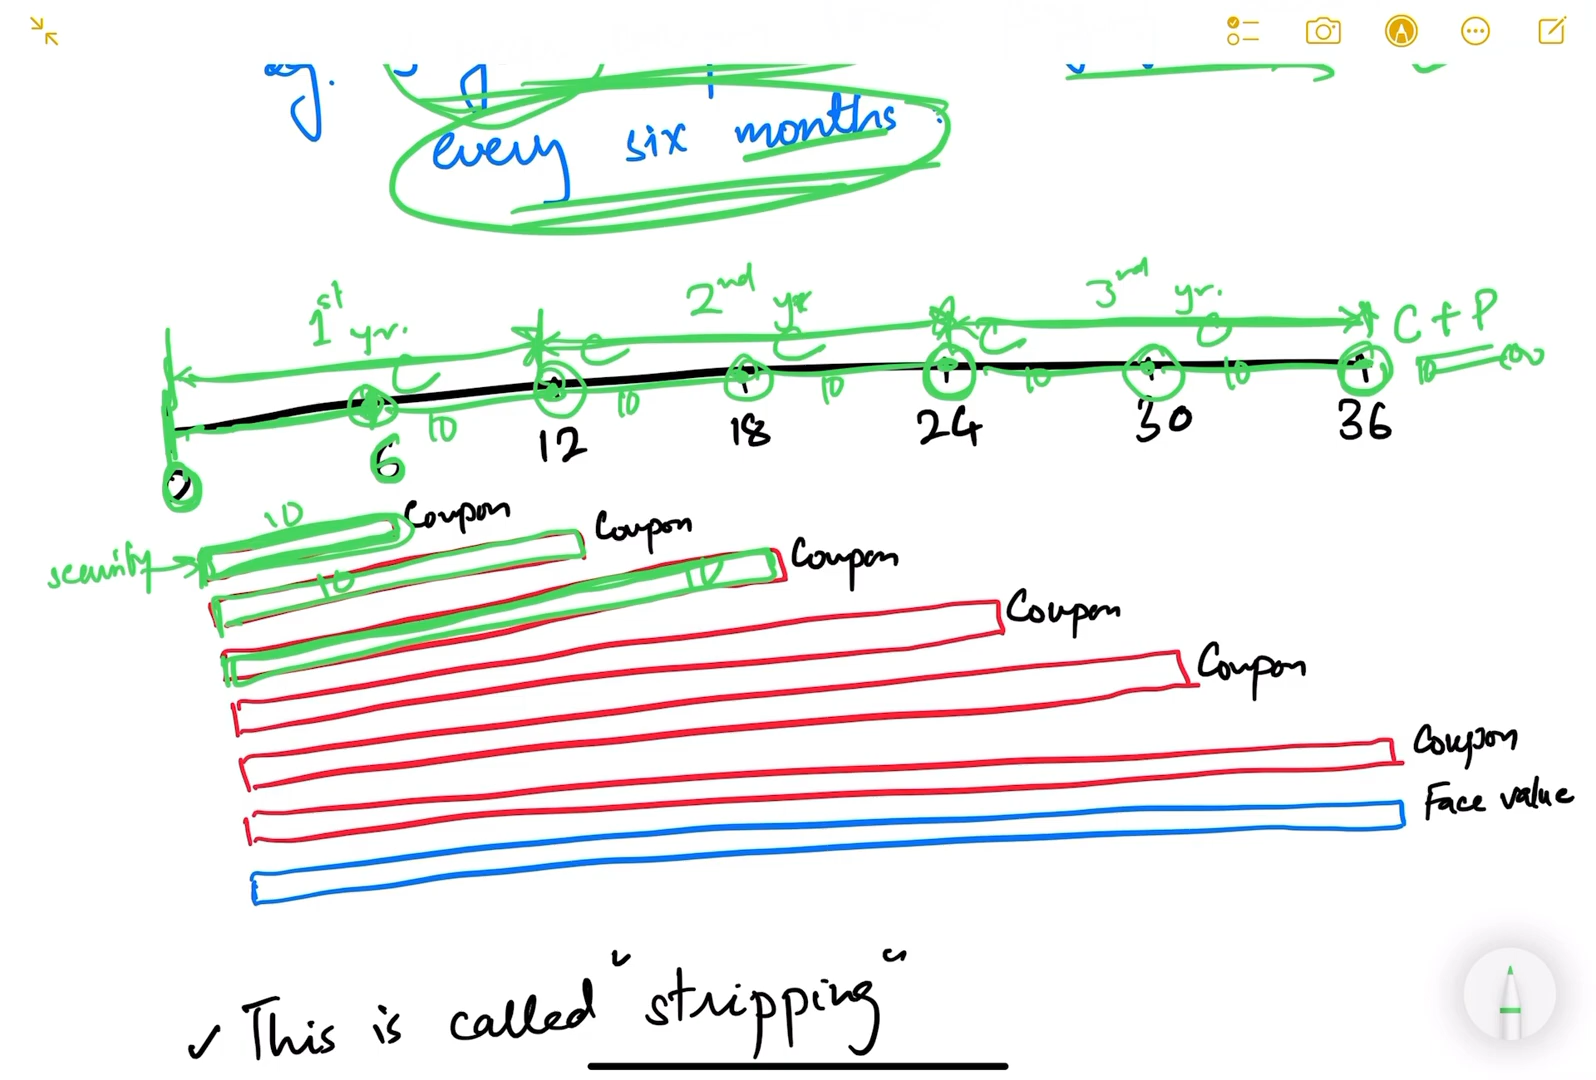 eg.
every six months.
1st yr. 2nd yr 3rd yr.
C C C C C C + P
10 10 10 10 10 10
0 6 12 18 24 30 36
10 Coupon
security
10 Coupon
10 Coupon
Coupon
Coupon
Coupon
Face value
✓ This is called "stripping"